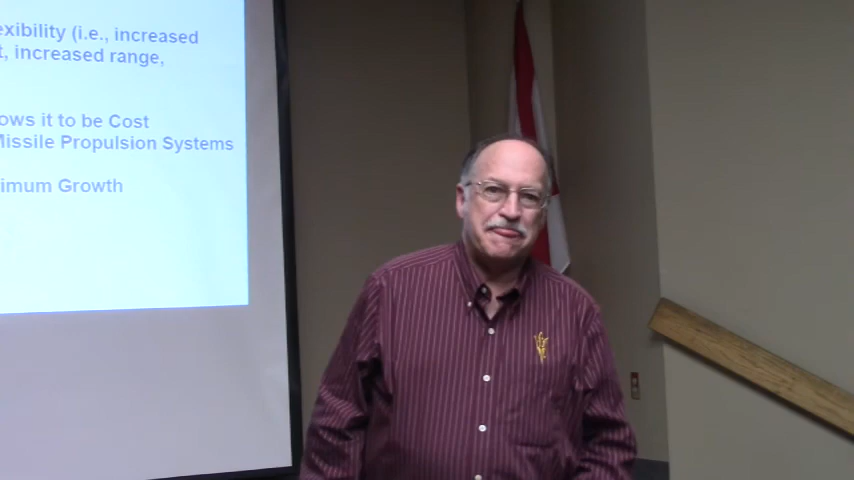 exibility (i.e., increased
t, increased range,
ows it to be Cost
Missile Propulsion Systems
imum Growth